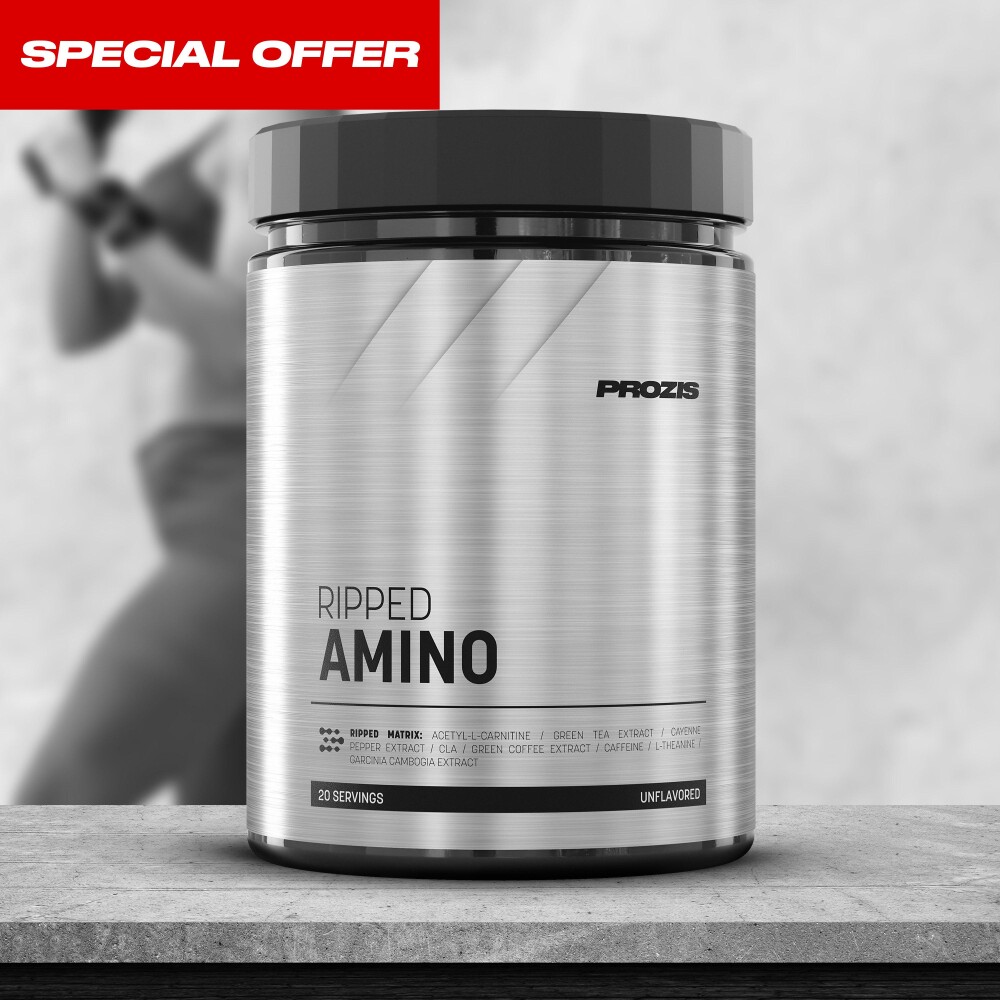 SPECIAL OFFER
PROZIS
RIPPED
AMINO
RIPPED MATRIX: ACETYL-L-CARNITINE / GREEN TEA EXTRACT / CAYENNE
PEPPER EXTRACT / CLA / GREEN COFFEE EXTRACT / CAFFEINE / L-THEANINE /
GARCINIA CAMBOGIA EXTRACT
20 SERVINGS UNFLAVORED